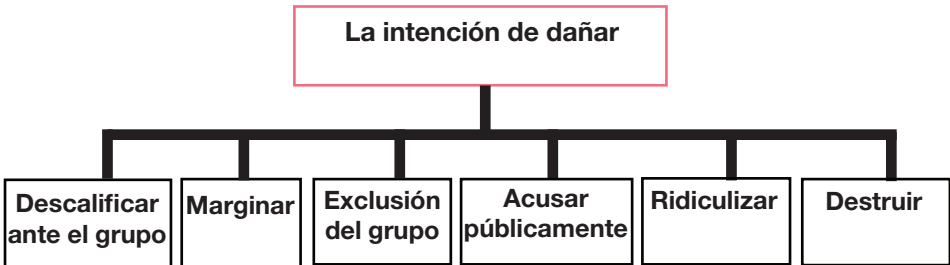 La intención de dañar
Descalificar
ante el grupo
Marginar
Exclusión
del grupo
Acusar
públicamente
Ridiculizar
Destruir